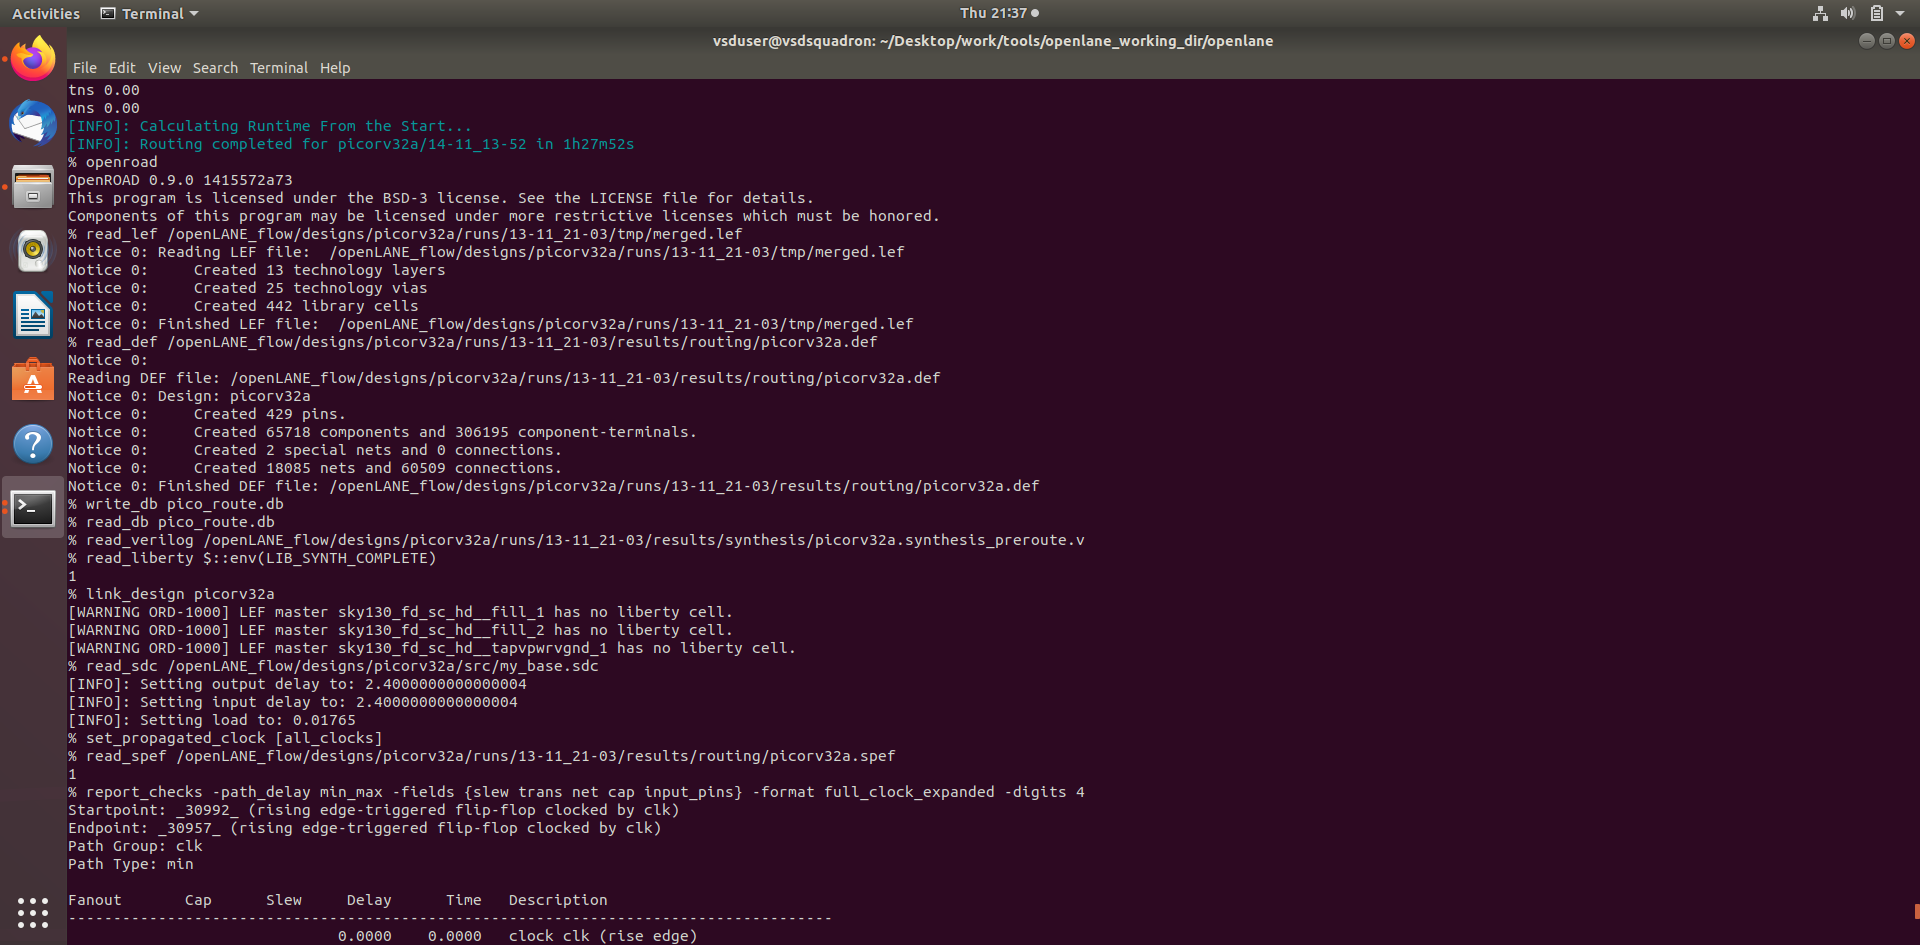 Activities Terminal Thu 21:37
vsduser@vsdsquadron: ~/Desktop/work/tools/openlane_working_dir/openlane
File Edit View Search Terminal Help
tns 0.00
wns 0.00
[INFO]: Calculating Runtime From the Start...
[INFO]: Routing completed for picorv32a/14-11_13-52 in 1h27m52s
% openroad
OpenROAD 0.9.0 1415572a73
This program is licensed under the BSD-3 license. See the LICENSE file for details.
Components of this program may be licensed under more restrictive licenses which must be honored.
% read_lef /openLANE_flow/designs/picorv32a/runs/13-11_21-03/tmp/merged.lef
Notice 0: Reading LEF file:  /openLANE_flow/designs/picorv32a/runs/13-11_21-03/tmp/merged.lef
Notice 0:     Created 13 technology layers
Notice 0:     Created 25 technology vias
Notice 0:     Created 442 library cells
Notice 0: Finished LEF file:  /openLANE_flow/designs/picorv32a/runs/13-11_21-03/tmp/merged.lef
% read_def /openLANE_flow/designs/picorv32a/runs/13-11_21-03/results/routing/picorv32a.def
Notice 0:
Reading DEF file: /openLANE_flow/designs/picorv32a/runs/13-11_21-03/results/routing/picorv32a.def
Notice 0: Design: picorv32a
Notice 0:     Created 429 pins.
Notice 0:     Created 65718 components and 306195 component-terminals.
Notice 0:     Created 2 special nets and 0 connections.
Notice 0:     Created 18085 nets and 60509 connections.
Notice 0: Finished DEF file: /openLANE_flow/designs/picorv32a/runs/13-11_21-03/results/routing/picorv32a.def
% write_db pico_route.db
% read_db pico_route.db
% read_verilog /openLANE_flow/designs/picorv32a/runs/13-11_21-03/results/synthesis/picorv32a.synthesis_preroute.v
% read_liberty $::env(LIB_SYNTH_COMPLETE)
1
% link_design picorv32a
[WARNING ORD-1000] LEF master sky130_fd_sc_hd__fill_1 has no liberty cell.
[WARNING ORD-1000] LEF master sky130_fd_sc_hd__fill_2 has no liberty cell.
[WARNING ORD-1000] LEF master sky130_fd_sc_hd__tapvpwrvgnd_1 has no liberty cell.
% read_sdc /openLANE_flow/designs/picorv32a/src/my_base.sdc
[INFO]: Setting output delay to: 2.4000000000000004
[INFO]: Setting input delay to: 2.4000000000000004
[INFO]: Setting load to: 0.01765
% set_propagated_clock [all_clocks]
% read_spef /openLANE_flow/designs/picorv32a/runs/13-11_21-03/results/routing/picorv32a.spef
1
% report_checks -path_delay min_max -fields {slew trans net cap input_pins} -format full_clock_expanded -digits 4
Startpoint: _30992_ (rising edge-triggered flip-flop clocked by clk)
Endpoint: _30957_ (rising edge-triggered flip-flop clocked by clk)
Path Group: clk
Path Type: min
Fanout       Cap      Slew     Delay      Time   Description
-------------------------------------------------------------------------------------
0.0000    0.0000   clock clk (rise edge)